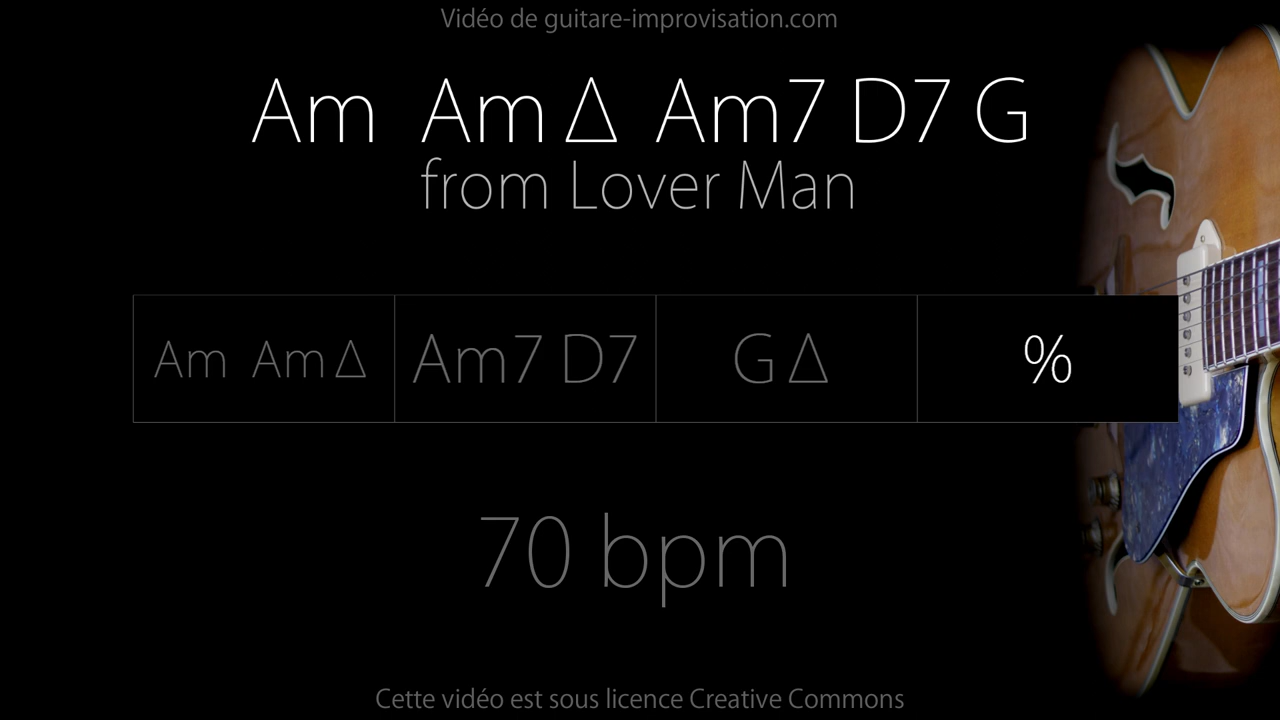 Vidéo de guitare-improvisation.com
Am AmΔ Am7 D7 G
from Lover Man
Am AmΔ Am7 D7 GΔ %
70 bpm
Cette vidéo est sous licence Creative Commons